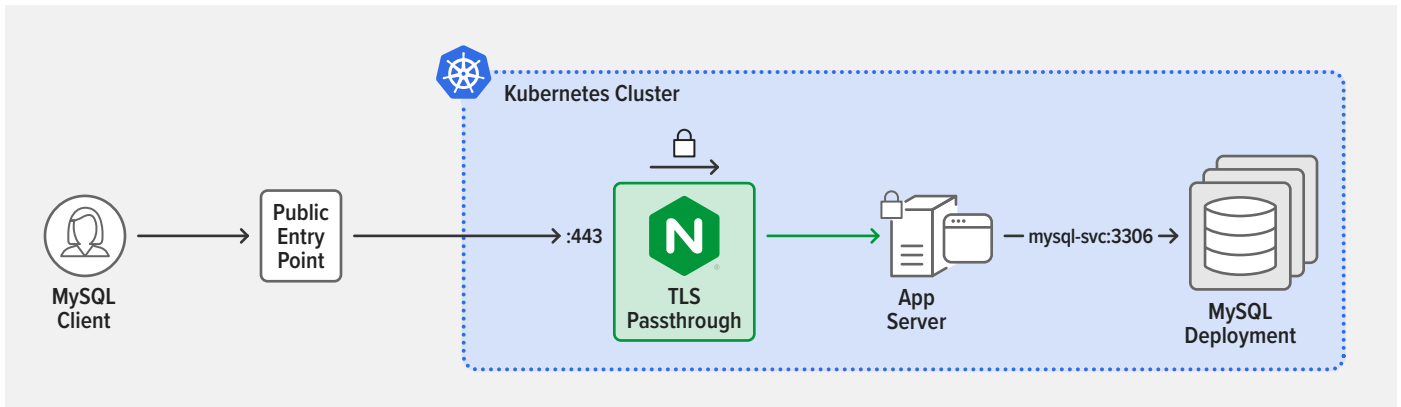 Kubernetes Cluster
MySQL
Client
Public
Entry
Point
:443
N
TLS
Passthrough
App
Server
mysql-svc:3306
MySQL
Deployment